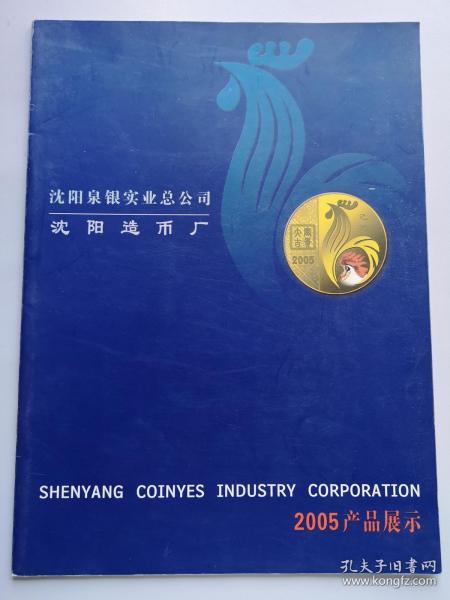 沈阳泉银实业总公司
沈阳造币厂
乙
2005
SHENYANG COINYES INDUSTRY CORPORATION
2005产品展示
孔夫子旧书网
www.kongfz.com